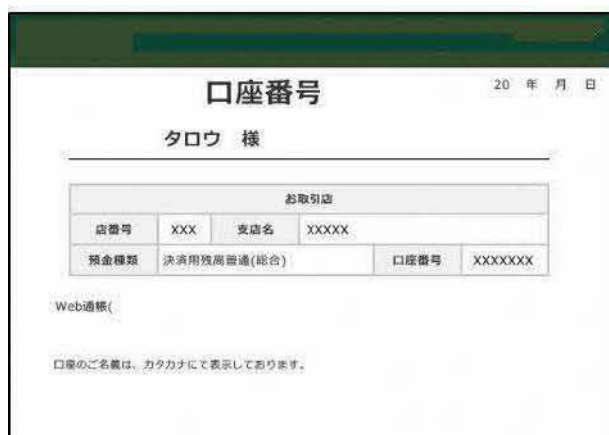 20 年 月 日
口座番号
タロウ 様
お取引店
店番号 XXX 支店名 XXXXX
預金種類 決済用残高普通(総合) 口座番号 XXXXXXX
Web通帳(
口座のご名義は、カタカナにて表示しております。